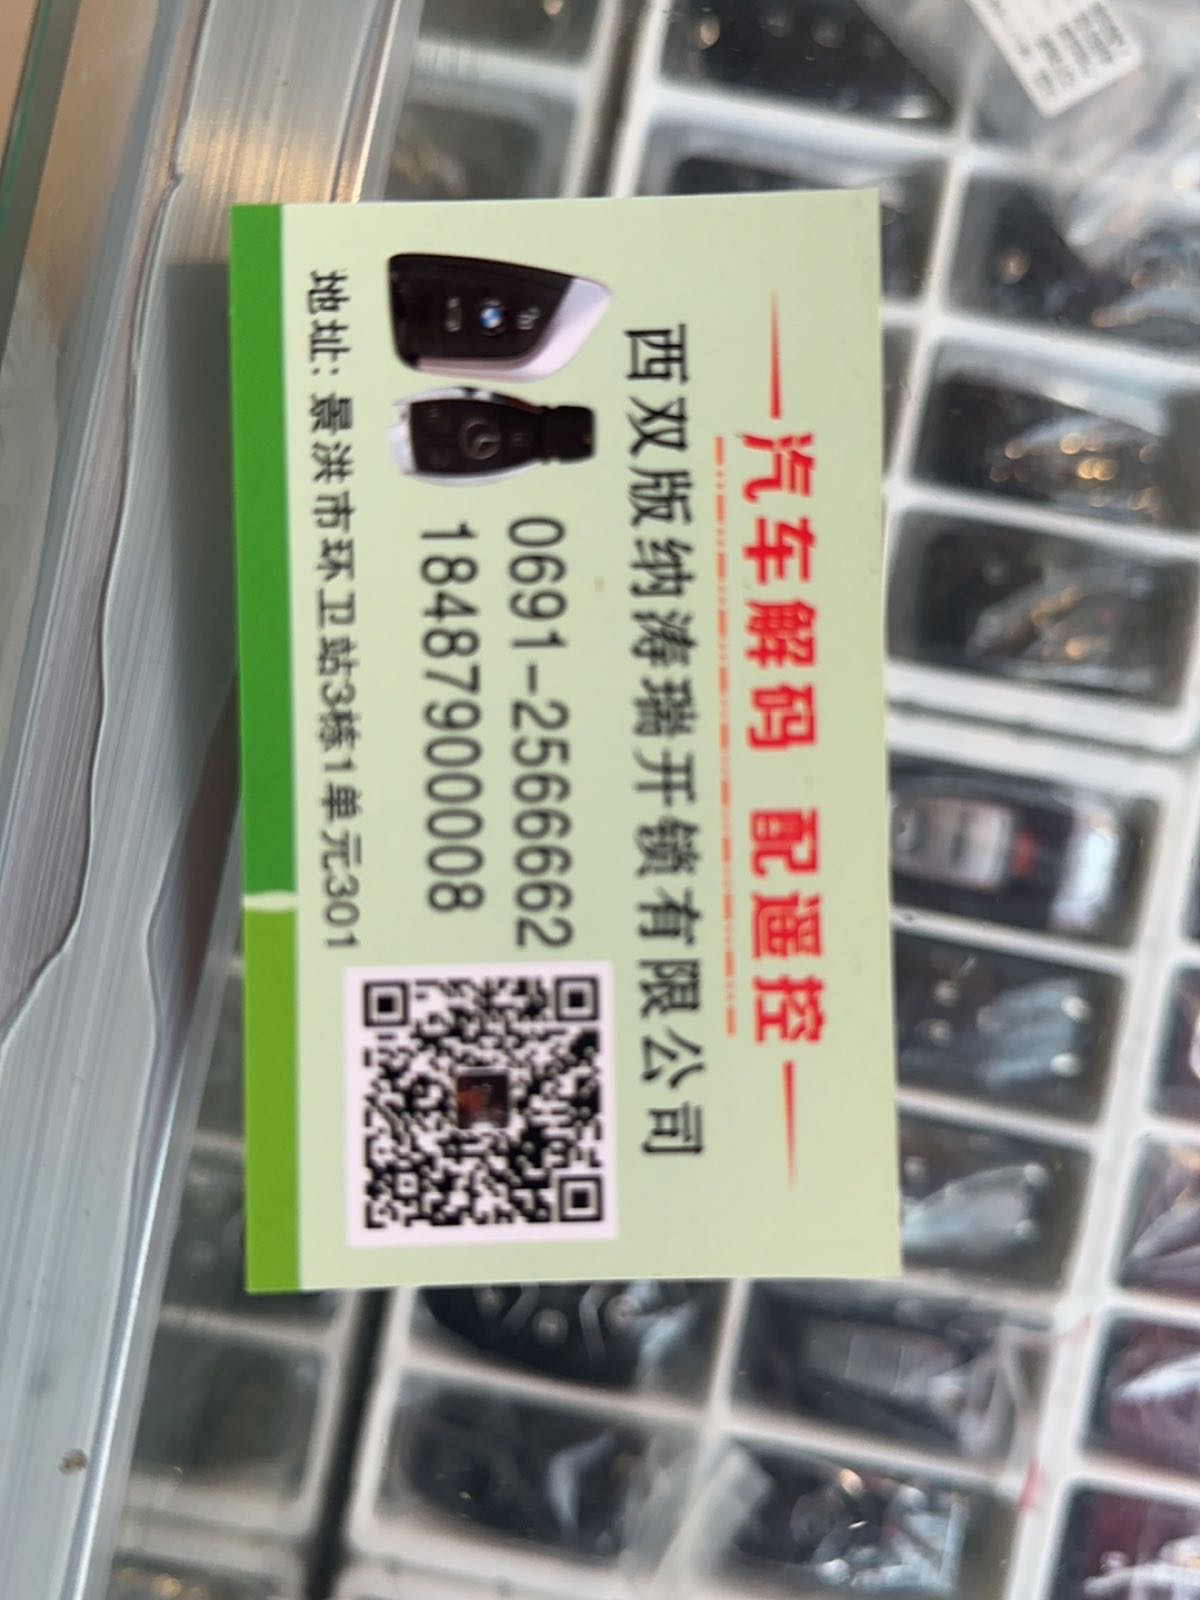 汽车解码 配遥控
西双版纳涛瑞开锁有限公司
0691-2566662
18487900008
地址：景洪市环卫站3栋1单元301